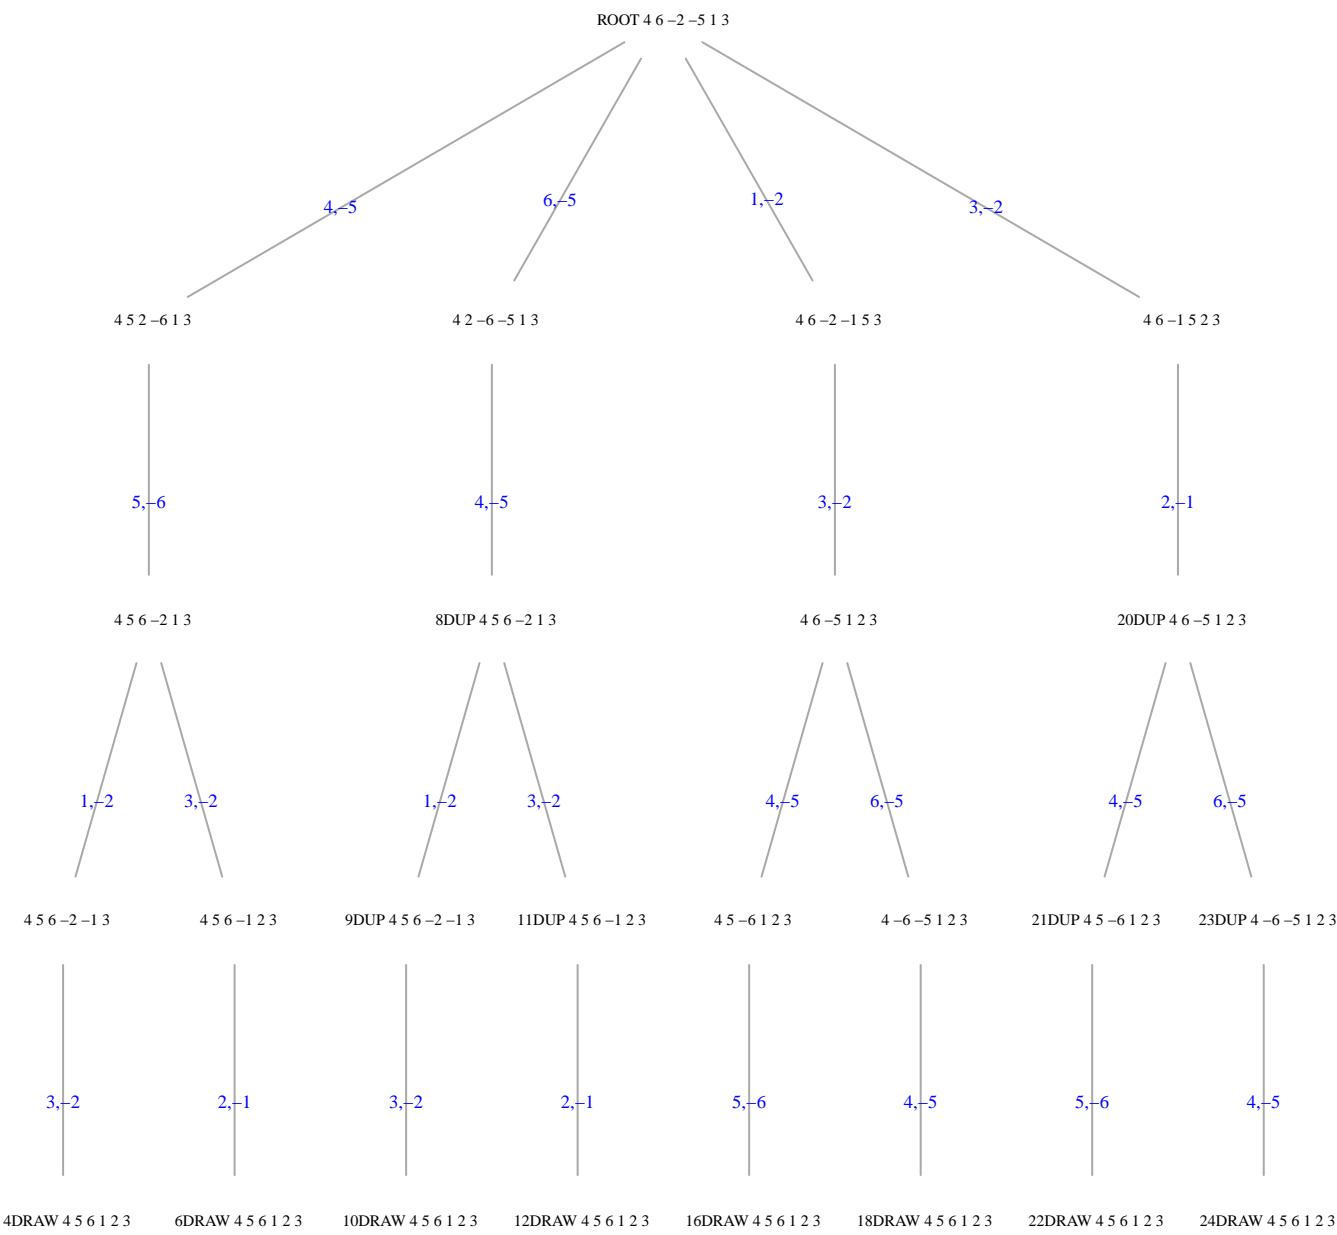 ROOT 4 6 −2 −5 1 3
4,−5
6,−5
1,−2
3,−2
4 5 2 −6 1 3
4 2 −6 −5 1 3
4 6 −2 −1 5 3
4 6 −1 5 2 3
5,−6
4,−5
3,−2
2,−1
4 5 6 −2 1 3
8DUP 4 5 6 −2 1 3
4 6 −5 1 2 3
20DUP 4 6 −5 1 2 3
1,−2
3,−2
1,−2
3,−2
4,−5
6,−5
4,−5
6,−5
4 5 6 −2 −1 3
4 5 6 −1 2 3
9DUP 4 5 6 −2 −1 3
11DUP 4 5 6 −1 2 3
4 5 −6 1 2 3
4 −6 −5 1 2 3
21DUP 4 5 −6 1 2 3
23DUP 4 −6 −5 1 2 3
3,−2
2,−1
3,−2
2,−1
5,−6
4,−5
5,−6
4,−5
4DRAW 4 5 6 1 2 3
6DRAW 4 5 6 1 2 3
10DRAW 4 5 6 1 2 3
12DRAW 4 5 6 1 2 3
16DRAW 4 5 6 1 2 3
18DRAW 4 5 6 1 2 3
22DRAW 4 5 6 1 2 3
24DRAW 4 5 6 1 2 3